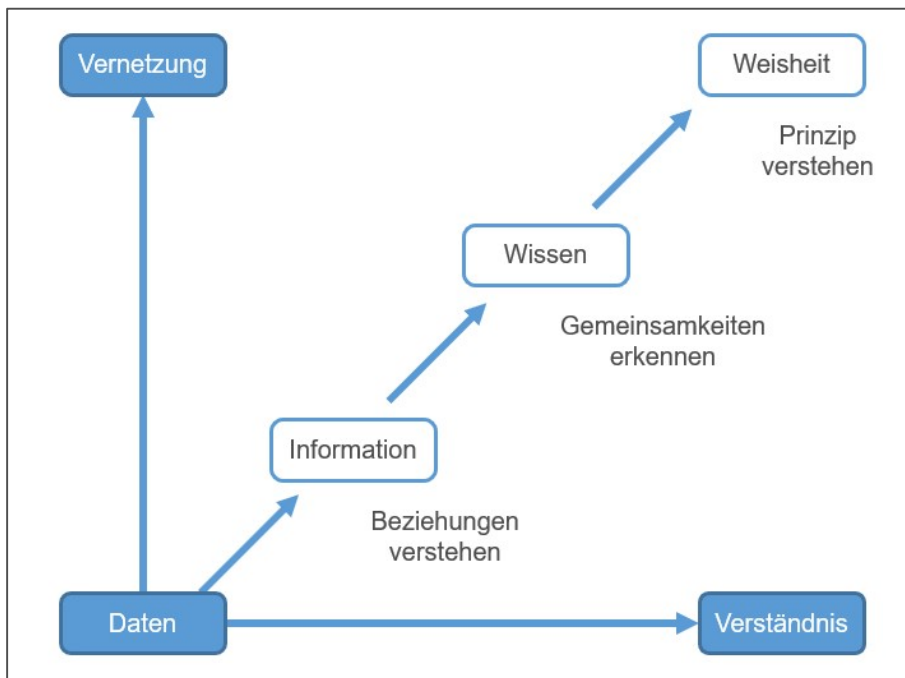 Vernetzung
Weisheit
Prinzip
verstehen
Wissen
Gemeinsamkeiten
erkennen
Information
Beziehungen
verstehen
Daten
Verständnis